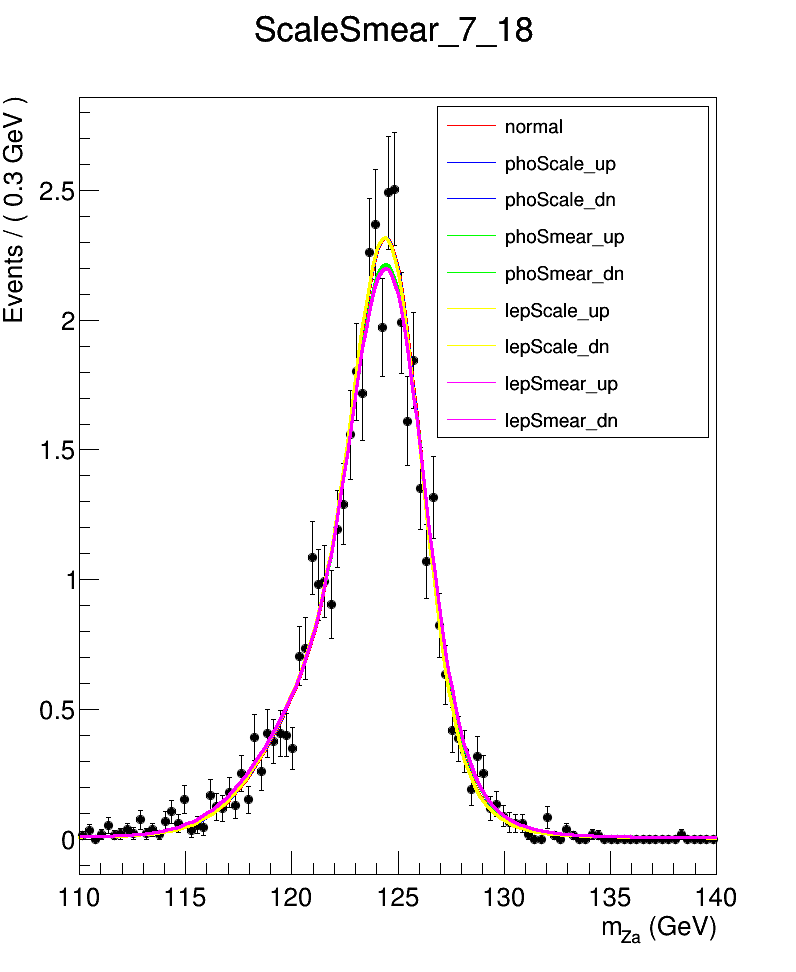 ScaleSmear_7_18
Events / ( 0.3 GeV )
normal
phoScale_up
phoScale_dn
phoSmear_up
phoSmear_dn
lepScale_up
lepScale_dn
lepSmear_up
lepSmear_dn
2.5
2
1.5
1
0.5
0
110 115 120 125 130 135 140
m_Za (GeV)